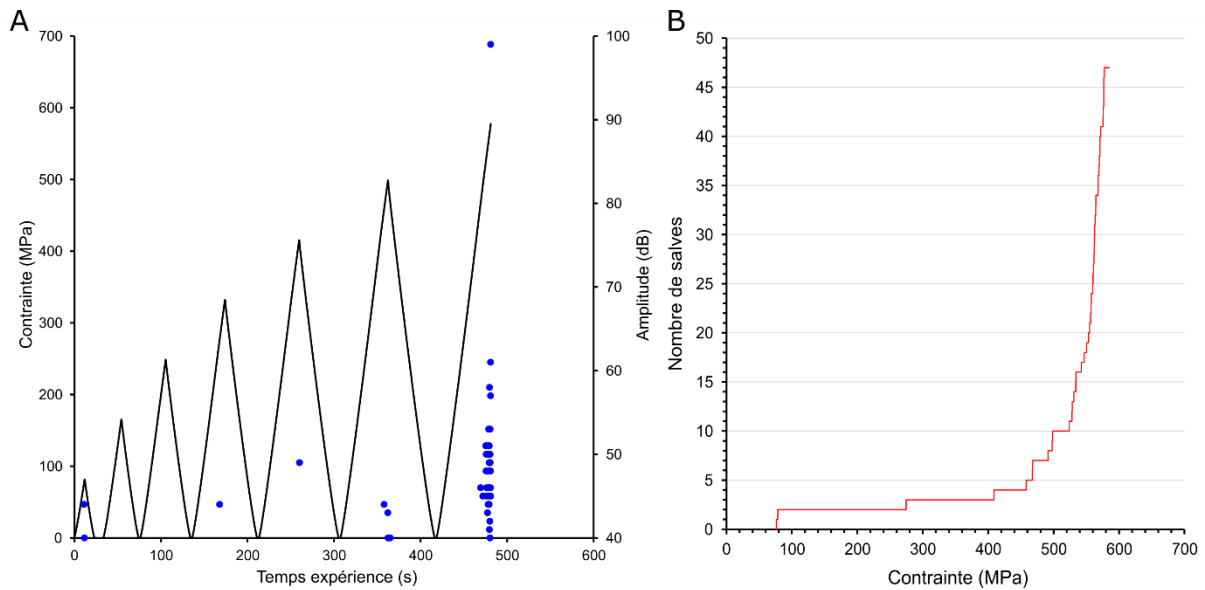 A
700
600
500
400
300
200
100
0
Contrainte (MPa)
100
90
80
70
60
50
40
Amplitude (dB)
0 100 200 300 400 500 600
Temps expérience (s)
B
50
45
40
35
30
25
20
15
10
5
0
Nombre de salves
0 100 200 300 400 500 600 700
Contrainte (MPa)